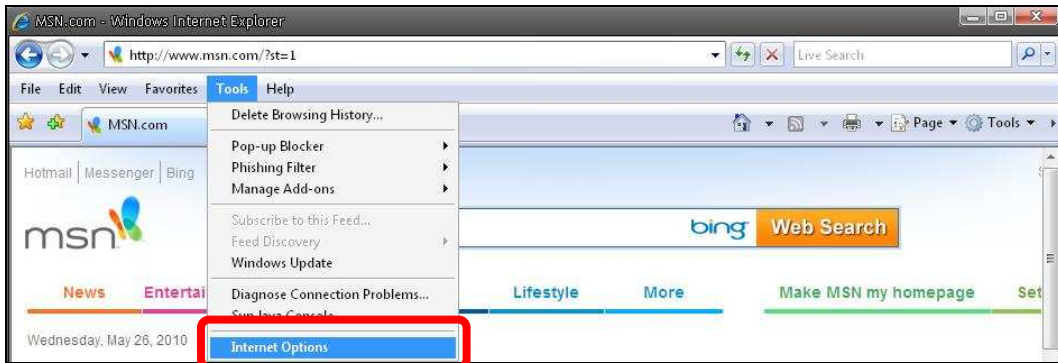 MSN.com - Windows Internet Explorer
http://www.msn.com/?st=1
Live Search
File Edit View Favorites Tools Help
MSN.com
Page Tools
Delete Browsing History...
Pop-up Blocker
Phishing Filter
Manage Add-ons
Subscribe to this Feed...
Feed Discovery
Windows Update
Diagnose Connection Problems...
Sun Java Console
Internet Options
Hotmail | Messenger | Bing
msn
bing Web Search
News Entertai Lifestyle More Make MSN my homepage Set
Wednesday, May 26, 2010